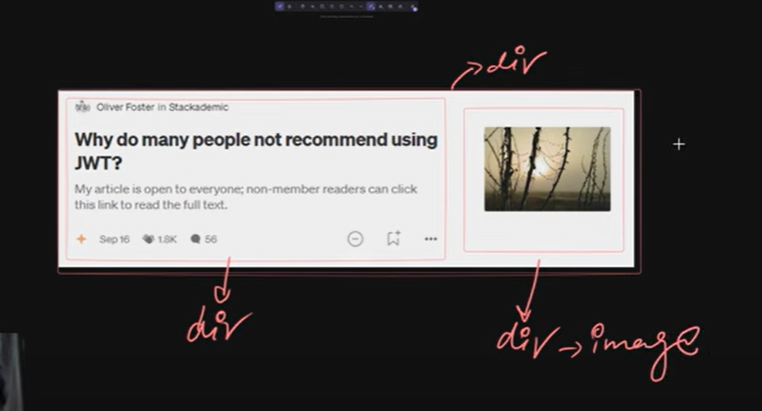 div
Oliver Foster in Stackademic
Why do many people not recommend using
JWT?
My article is open to everyone; non-member readers can click
this link to read the full text.
Sep 16 1.8K 56
div
div → image